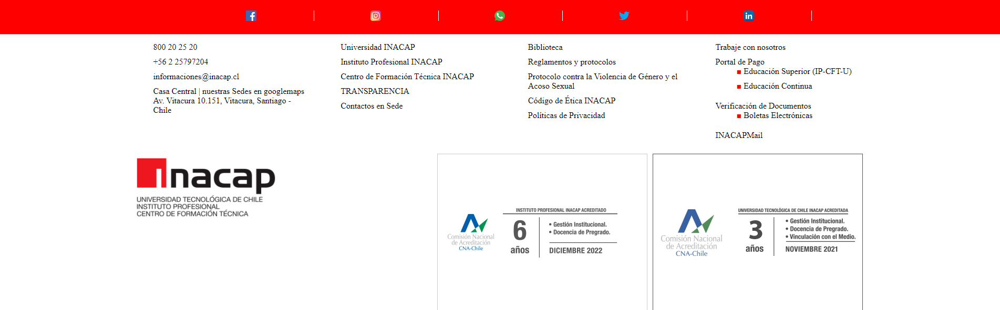 800 20 25 20
+56 2 25797204
informaciones@inacap.cl
Casa Central | nuestras Sedes en googlemaps
Av. Vitacura 10.151, Vitacura, Santiago -
Chile
Universidad INACAP
Instituto Profesional INACAP
Centro de Formación Técnica INACAP
TRANSPARENCIA
Contactos en Sede
Biblioteca
Reglamentos y protocolos
Protocolo contra la Violencia de Género y el
Acoso Sexual
Código de Ética INACAP
Políticas de Privacidad
Trabaje con nosotros
Portal de Pago
Educación Superior (IP-CFT-U)
Educación Continua
Verificación de Documentos
Boletas Electrónicas
INACAPMail
inacap
UNIVERSIDAD TECNOLÓGICA DE CHILE
INSTITUTO PROFESIONAL
CENTRO DE FORMACIÓN TÉCNICA
Comisión Nacional
de Acreditación
CNA-Chile
INSTITUTO PROFESIONAL INACAP ACREDITADO
6
años
• Gestión Institucional.
• Docencia de Pregrado.
DICIEMBRE 2022
Comisión Nacional
de Acreditación
CNA-Chile
UNIVERSIDAD TECNOLÓGICA DE CHILE INACAP ACREDITADA
3
años
• Gestión Institucional.
• Docencia de Pregrado.
• Vinculación con el Medio.
NOVIEMBRE 2021